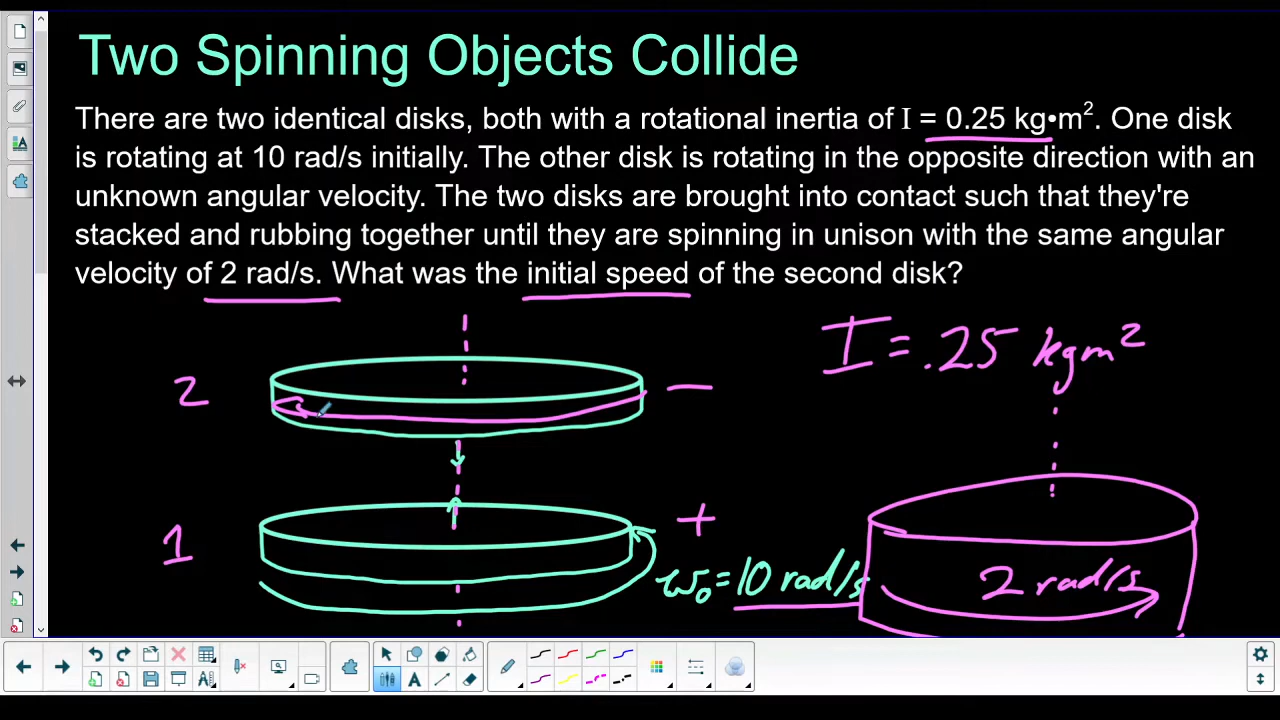 Two Spinning Objects Collide
There are two identical disks, both with a rotational inertia of I = 0.25 kg•m². One disk
is rotating at 10 rad/s initially. The other disk is rotating in the opposite direction with an
unknown angular velocity. The two disks are brought into contact such that they're
stacked and rubbing together until they are spinning in unison with the same angular
velocity of 2 rad/s. What was the initial speed of the second disk?
I = .25 kgm²
2 −
1 +
ω₀ = 10 rad/s
2 rad/s